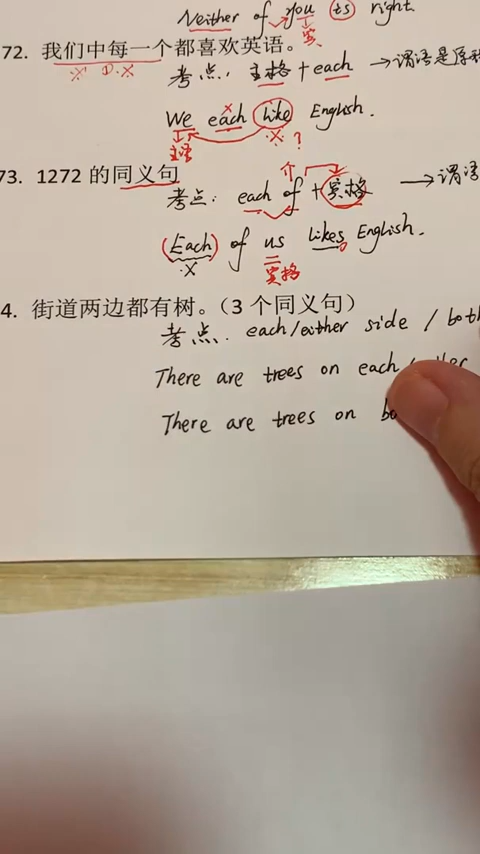 Neither of you is right.
宾
72. 我们中每一个都喜欢英语。
考点: 主格 + each → 谓语是原
We each like English.
主语 ?
73. 1272 的同义句
介
考点: each of + 宾格 → 谓语
(Each) of us likes English.
宾格
4. 街道两边都有树。(3 个同义句)
考点. each/either side / both
There are trees on each/
There are trees on